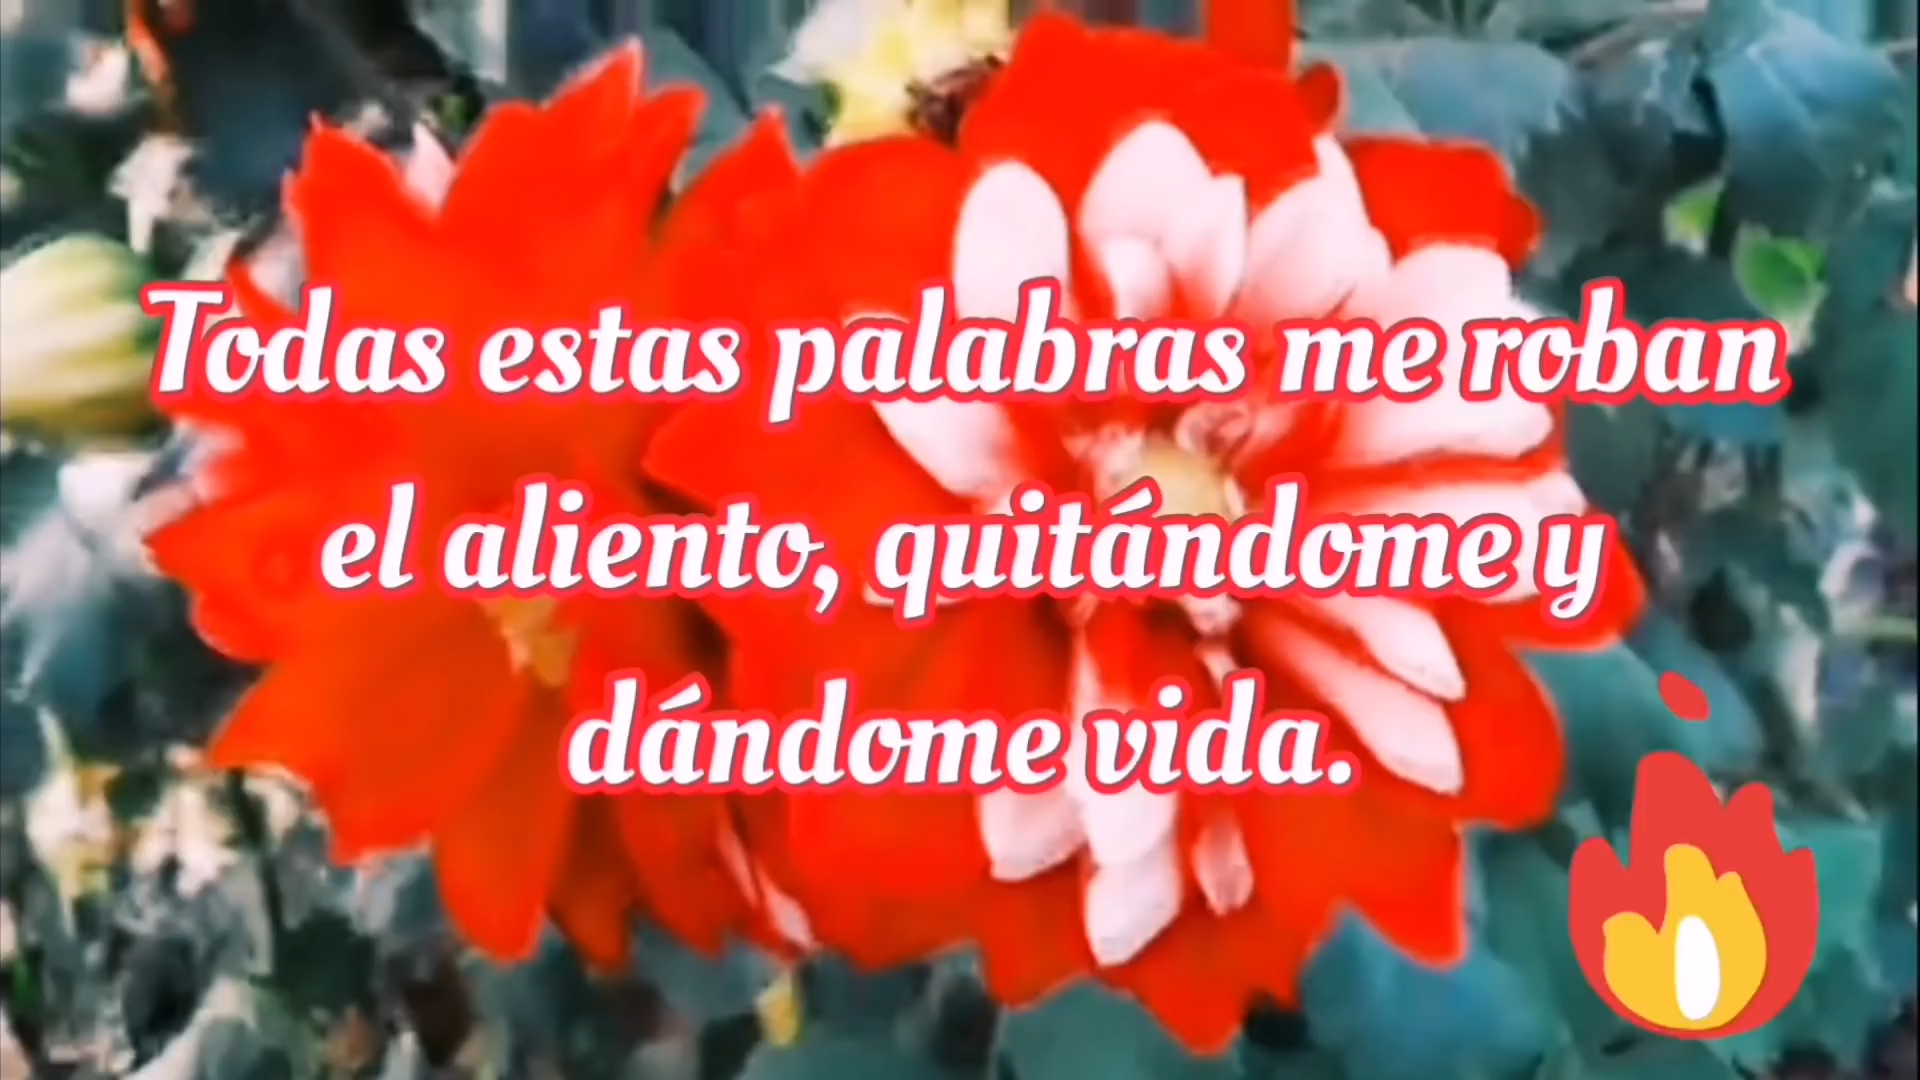 Todas estas palabras me roban
el aliento, quitándome y
dándome vida.